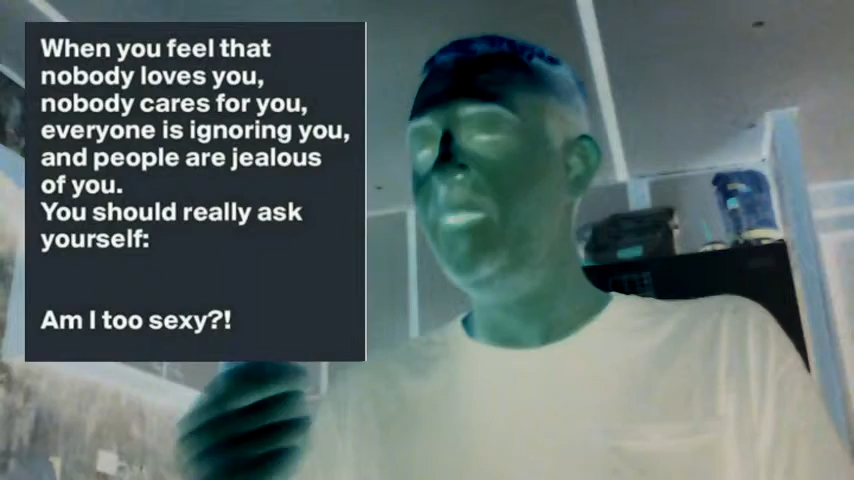 When you feel that
nobody loves you,
nobody cares for you,
everyone is ignoring you,
and people are jealous
of you.
You should really ask
yourself:
Am I too sexy?!